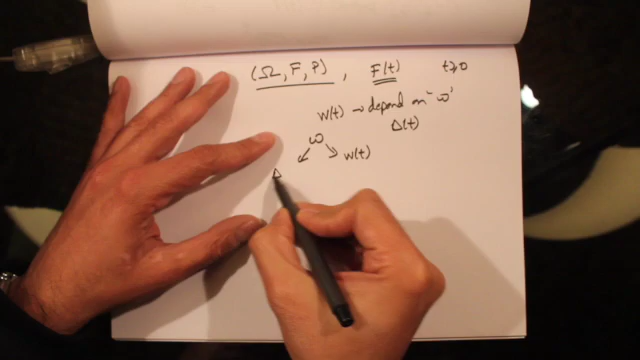 (Ω, F, P) , F(t) t≥0
W(t) → depend on "ω"
Δ(t)
ω
W(t)
Δ